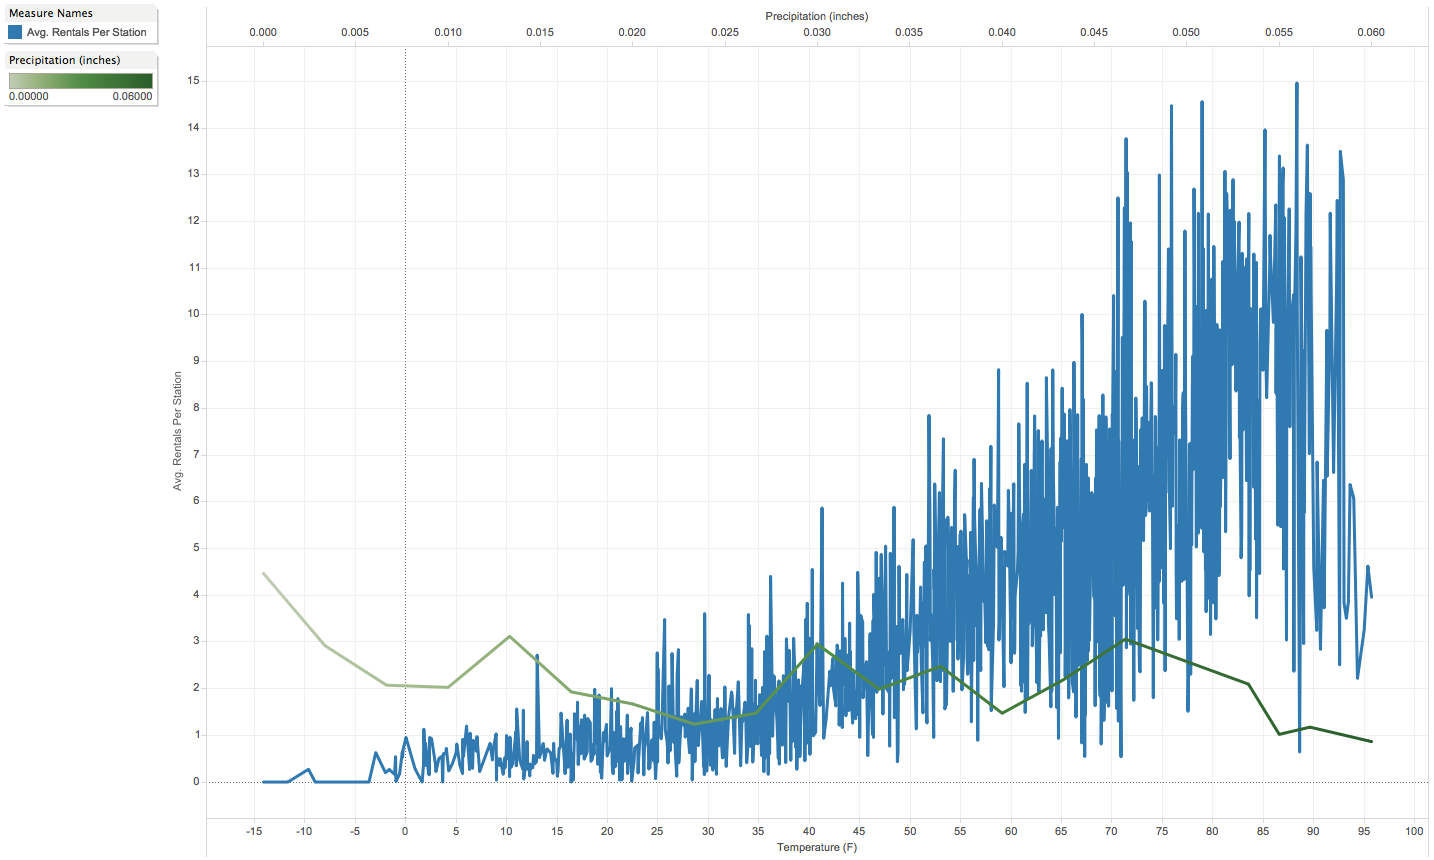 Measure Names
Avg. Rentals Per Station
Precipitation (inches)
0.00000 0.06000
Precipitation (inches)
0.000 0.005 0.010 0.015 0.020 0.025 0.030 0.035 0.040 0.045 0.050 0.055 0.060
15
14
13
12
11
10
9
8
7
6
5
4
3
2
1
0
Avg. Rentals Per Station
-15 -10 -5 0 5 10 15 20 25 30 35 40 45 50 55 60 65 70 75 80 85 90 95 100
Temperature (F)